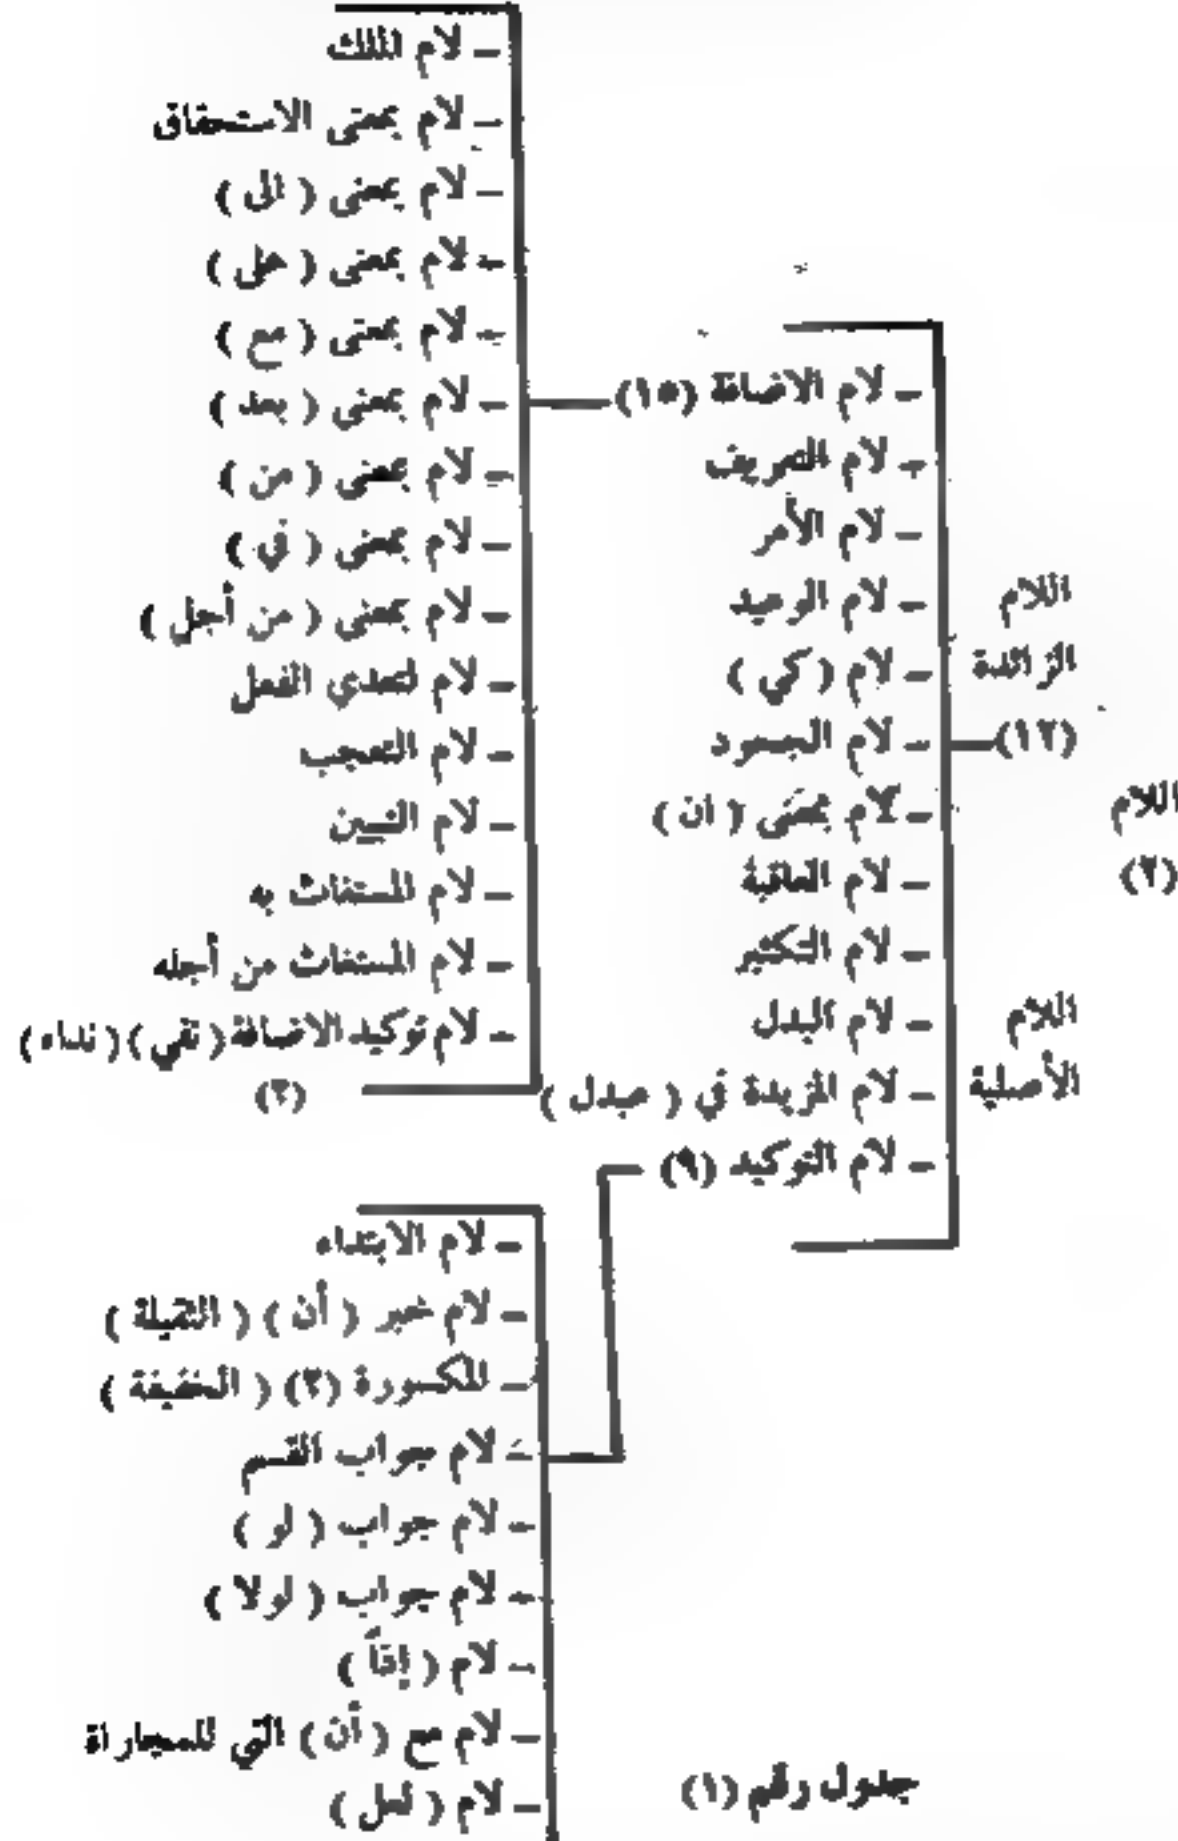 اللام
(٢)
اللام
الزائدة
(١٢)
اللام
الأصلية
- لام الاضافة (١٥)
- لام التعريف
- لام الأمر
- لام الوعيد
- لام (كي)
- لام الجحود
- لام بمعنى (ان)
- لام العاقبة
- لام التكثير
- لام البدل
- لام المزيدة في (عبدل)
- لام التوكيد (٩)
- لام الملك
- لام بمعنى الاستحقاق
- لام بمعنى (الى)
- لام بمعنى (على)
- لام بمعنى (مع)
- لام بمعنى (بعد)
- لام بمعنى (من)
- لام بمعنى (في)
- لام بمعنى (من أجل)
- لام لتعدي الفعل
- لام التعجب
- لام التبيين
- لام المستغاث به
- لام المستغاث من أجله
- لام توكيد الاضافة (نفي) (نداء)
(٢)
- لام الابتداء
- لام خبر (أن) (الثقيلة)
- المكسورة (٢) (الخفيفة)
- لام جواب القسم
- لام جواب (لو)
- لام جواب (لولا)
- لام (إذاً)
- لام مع (أن) التي للمجاراة
- لام (لعل)
جدول رقم (١)